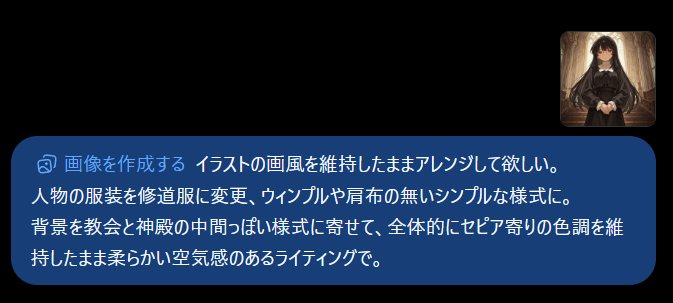 画像を作成する イラストの画風を維持したままアレンジして欲しい。
人物の服装を修道服に変更、ウィンプルや肩布の無いシンプルな様式に。
背景を教会と神殿の中間っぽい様式に寄せて、全体的にセピア寄りの色調を維
持したまま柔らかい空気感のあるライティングで。